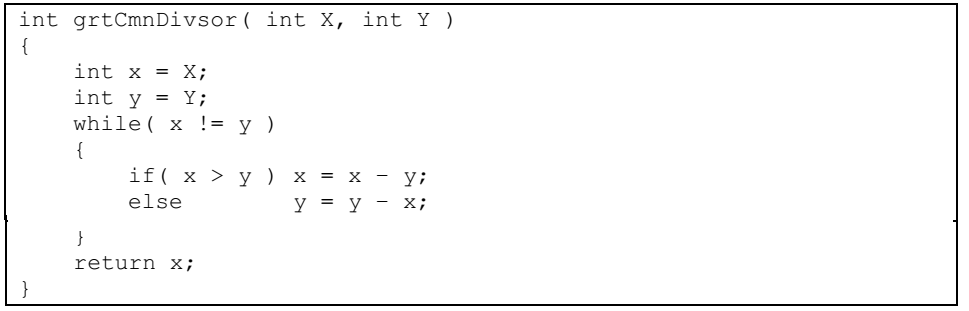 int grtCmnDivsor( int X, int Y )
{
    int x = X;
    int y = Y;
    while( x != y )
    {
        if( x > y ) x = x – y;
        else        y = y – x;
    }
    return x;
}